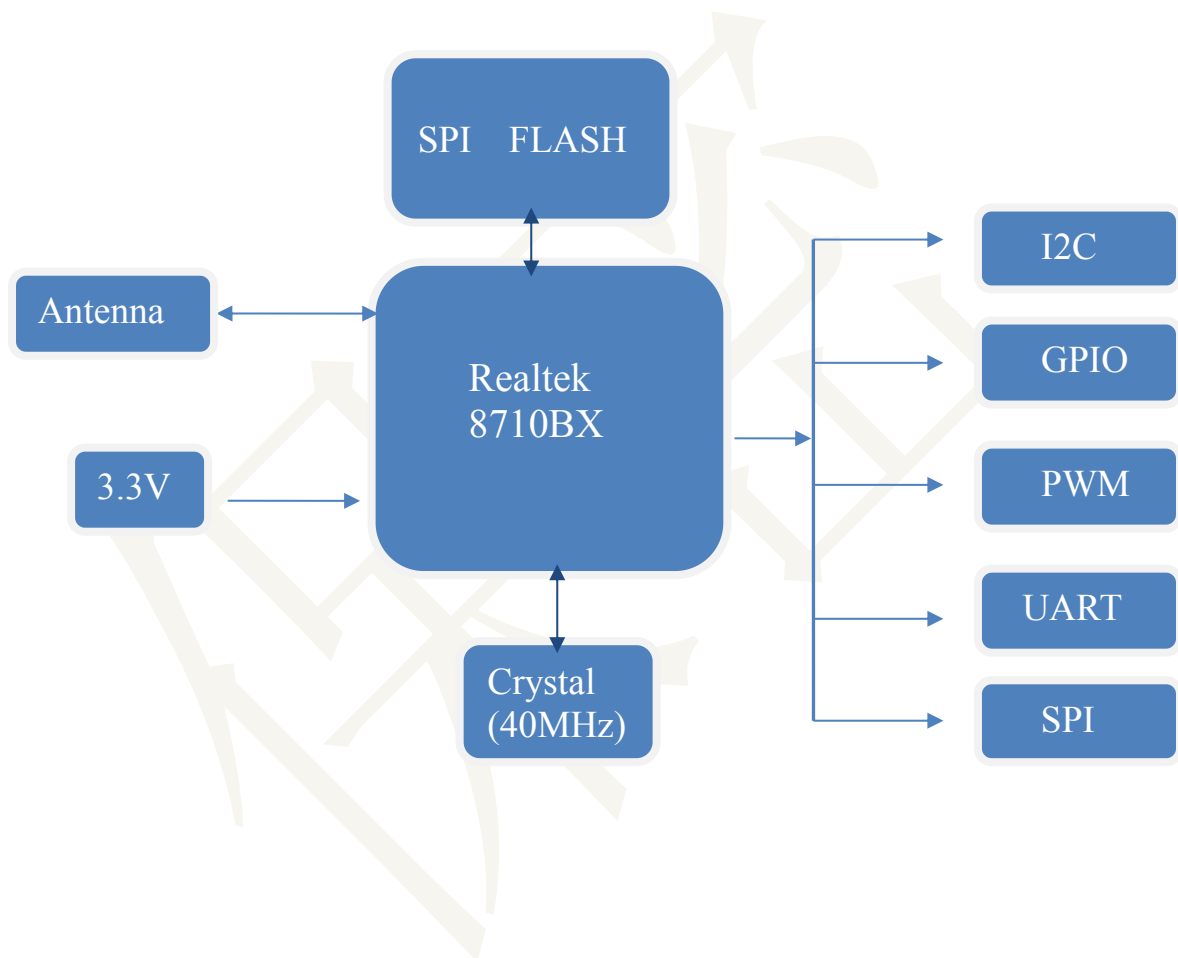 SPI FLASH
Antenna
3.3V
Realtek
8710BX
Crystal
(40MHz)
I2C
GPIO
PWM
UART
SPI